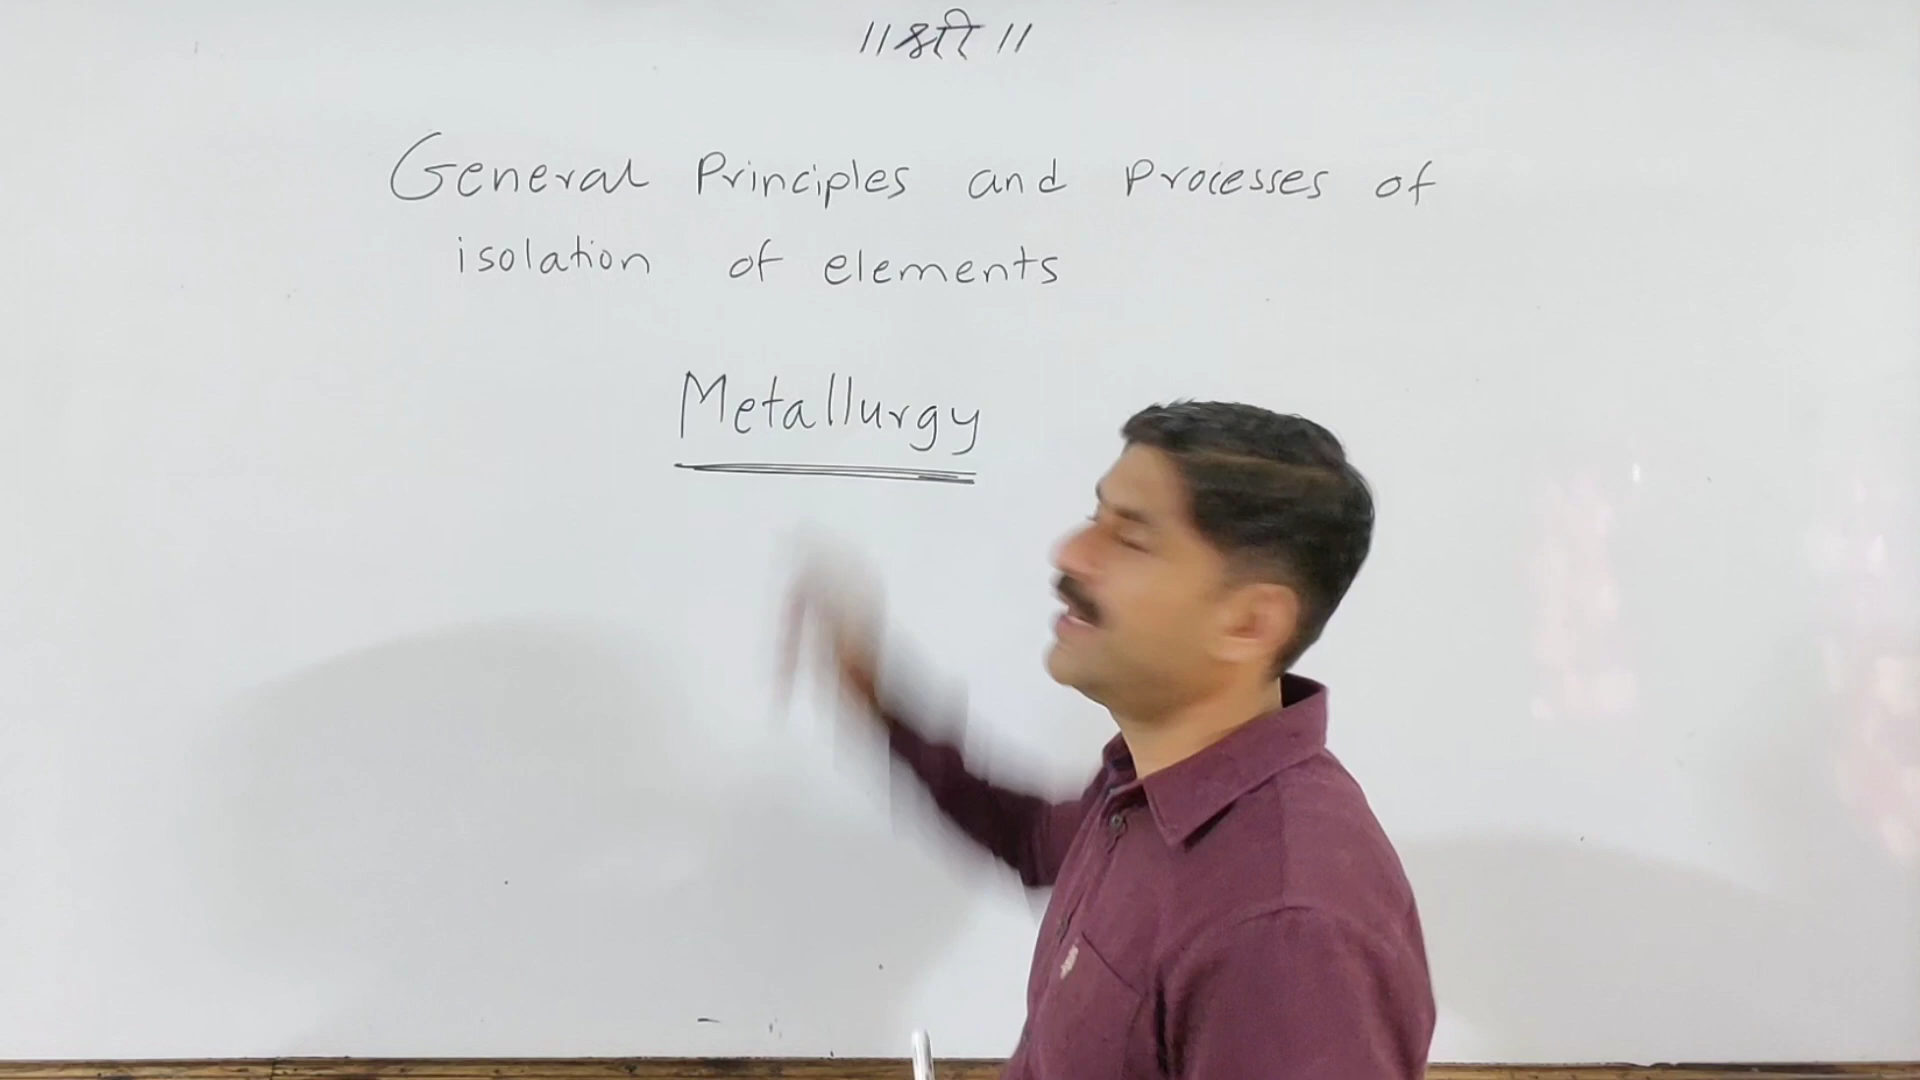 ॥ श्री ॥
General Principles and Processes of
isolation of elements
Metallurgy